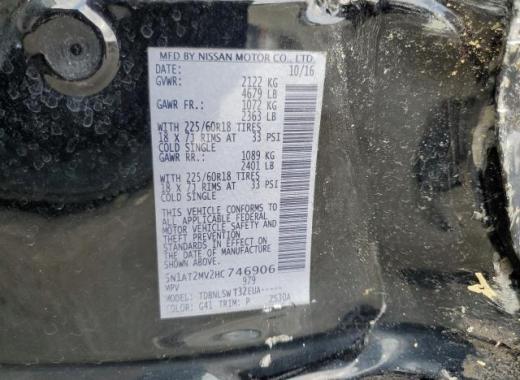 MFD BY NISSAN MOTOR CO., LTD.
DATE: 10/16
GVWR: 2122 KG
4679 LB
GAWR FR.: 1072 KG
2363 LB
WITH 225/60R18 TIRES
18 X 7J RIMS AT 33 PSI
COLD SINGLE
GAWR RR.: 1089 KG
2401 LB
WITH 225/60R18 TIRES
18 X 7J RIMS AT 33 PSI
COLD SINGLE
THIS VEHICLE CONFORMS TO
ALL APPLICABLE FEDERAL
MOTOR VEHICLE SAFETY AND
THEFT PREVENTION
STANDARDS IN EFFECT ON
THE DATE OF MANUFACTURE
SHOWN ABOVE.
5N1AT2MV2HC746906
MPV 979
MODEL: TDBNLSW T32EUA-----
COLOR: G41 TRIM: P 2530A